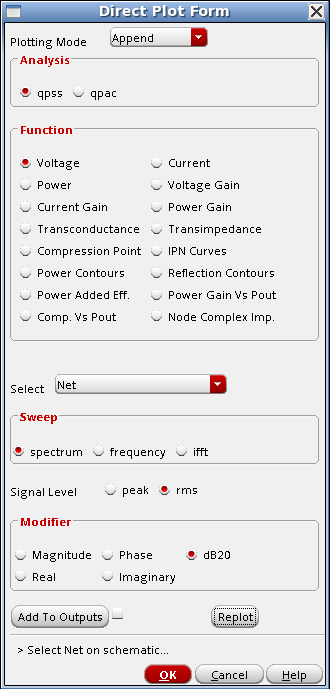 Direct Plot Form
Plotting Mode Append
Analysis
qpss qpac
Function
Voltage Current
Power Voltage Gain
Current Gain Power Gain
Transconductance Transimpedance
Compression Point IPN Curves
Power Contours Reflection Contours
Power Added Eff. Power Gain Vs Pout
Comp. Vs Pout Node Complex Imp.
Select Net
Sweep
spectrum frequency ifft
Signal Level peak rms
Modifier
Magnitude Phase dB20
Real Imaginary
Add To Outputs Replot
> Select Net on schematic...
OK Cancel Help